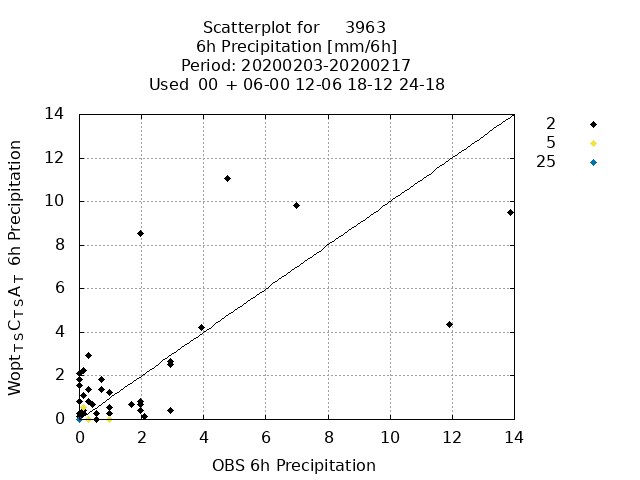 Scatterplot for 3963
6h Precipitation [mm/6h]
Period: 20200203-20200217
Used 00 + 06-00 12-06 18-12 24-18
14
12
10
8
6
4
2
0
0 2 4 6 8 10 12 14
OBS 6h Precipitation
Wopt T S C T S A T 6h Precipitation
2
5
25